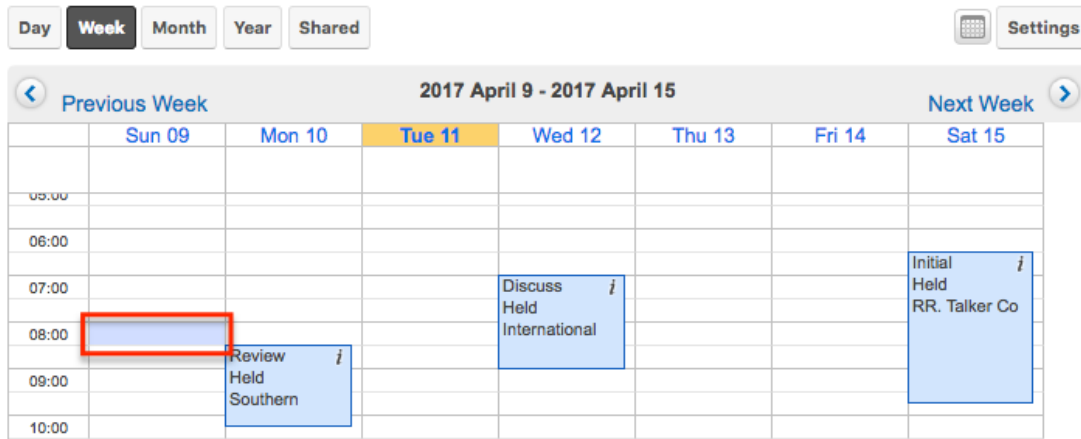 Day Week Month Year Shared Settings
Previous Week 2017 April 9 - 2017 April 15 Next Week
Sun 09 Mon 10 Tue 11 Wed 12 Thu 13 Fri 14 Sat 15
05:00
06:00
Initial i
07:00 Discuss i Held
Held RR. Talker Co
08:00 International
Review i
09:00 Held
Southern
10:00